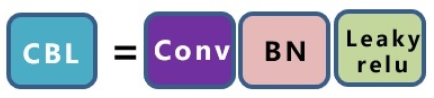 CBL = Conv BN Leaky
relu